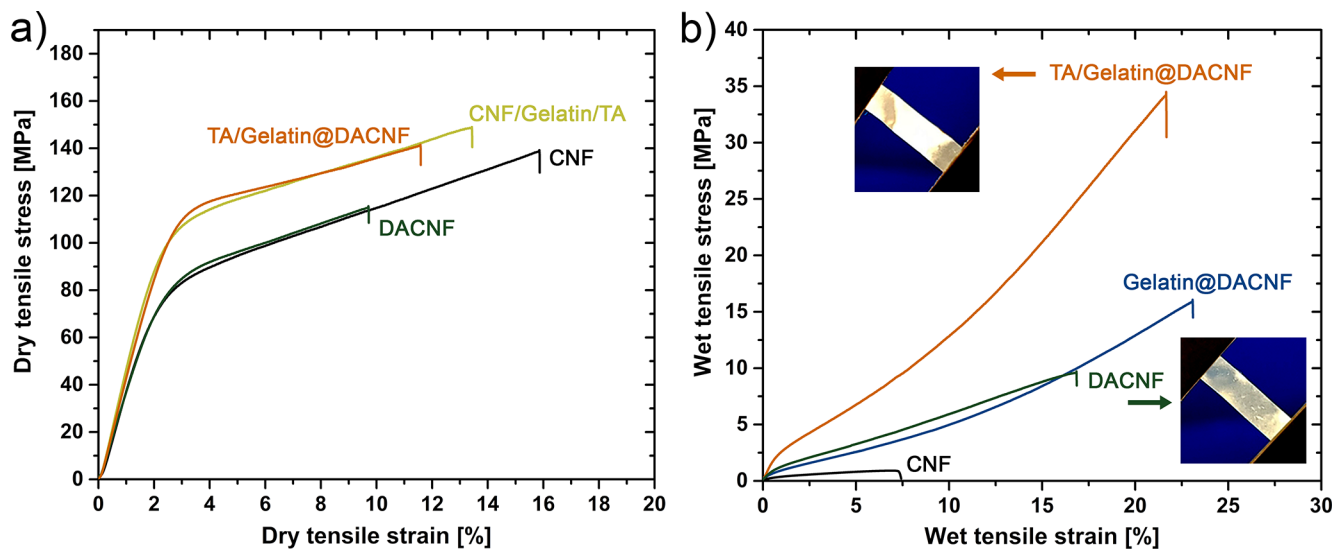 a)
180
160
140
120
100
80
60
40
20
0
Dry tensile stress [MPa]
TA/Gelatin@DACNF
CNF/Gelatin/TA
CNF
DACNF
0 2 4 6 8 10 12 14 16 18 20
Dry tensile strain [%]
b)
40
35
30
25
20
15
10
5
0
Wet tensile stress [MPa]
TA/Gelatin@DACNF
Gelatin@DACNF
DACNF
CNF
0 5 10 15 20 25 30
Wet tensile strain [%]